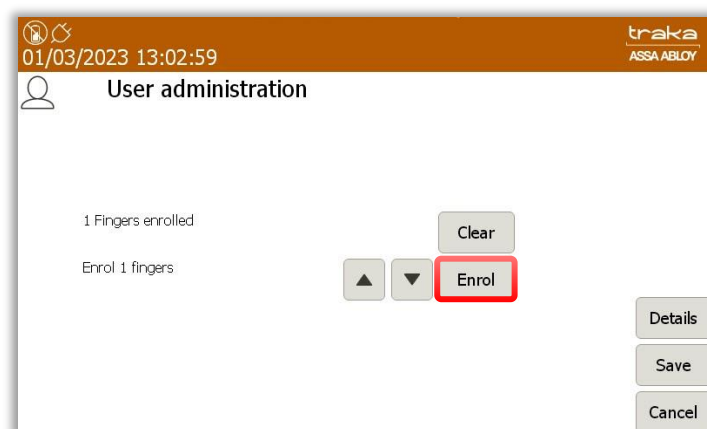 traka
01/03/2023 13:02:59
ASSA ABLOY
User administration
1 Fingers enrolled
Clear
Enrol 1 fingers
Enrol
Details
Save
Cancel